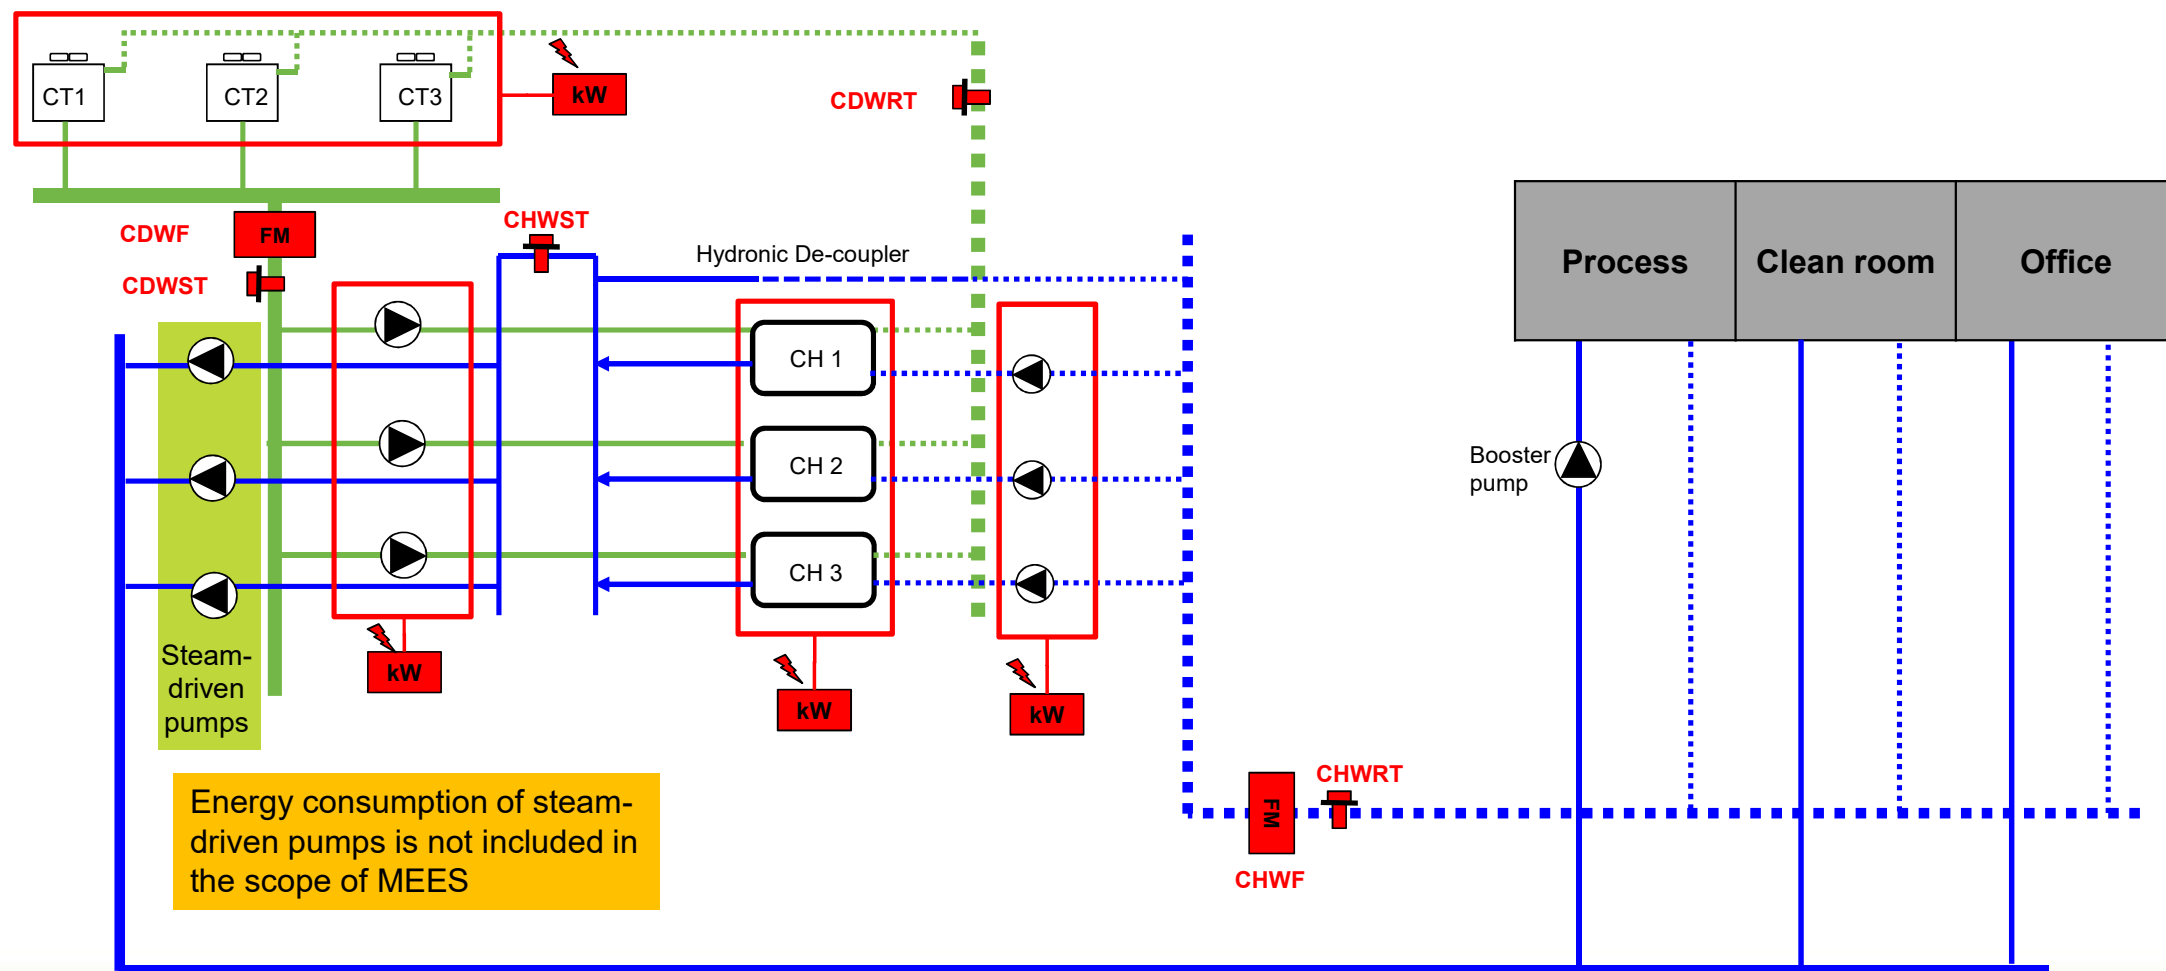 CT1
CT2
CT3
kW
CDWRT
CDWF
FM
CHWST
CDWST
Hydronic De-coupler
Process
Clean room
Office
CH 1
CH 2
CH 3
Booster
pump
Steam-
driven
pumps
kW
kW
kW
Energy consumption of steam-
driven pumps is not included in
the scope of MEES
CHWRT
FM
CHWF